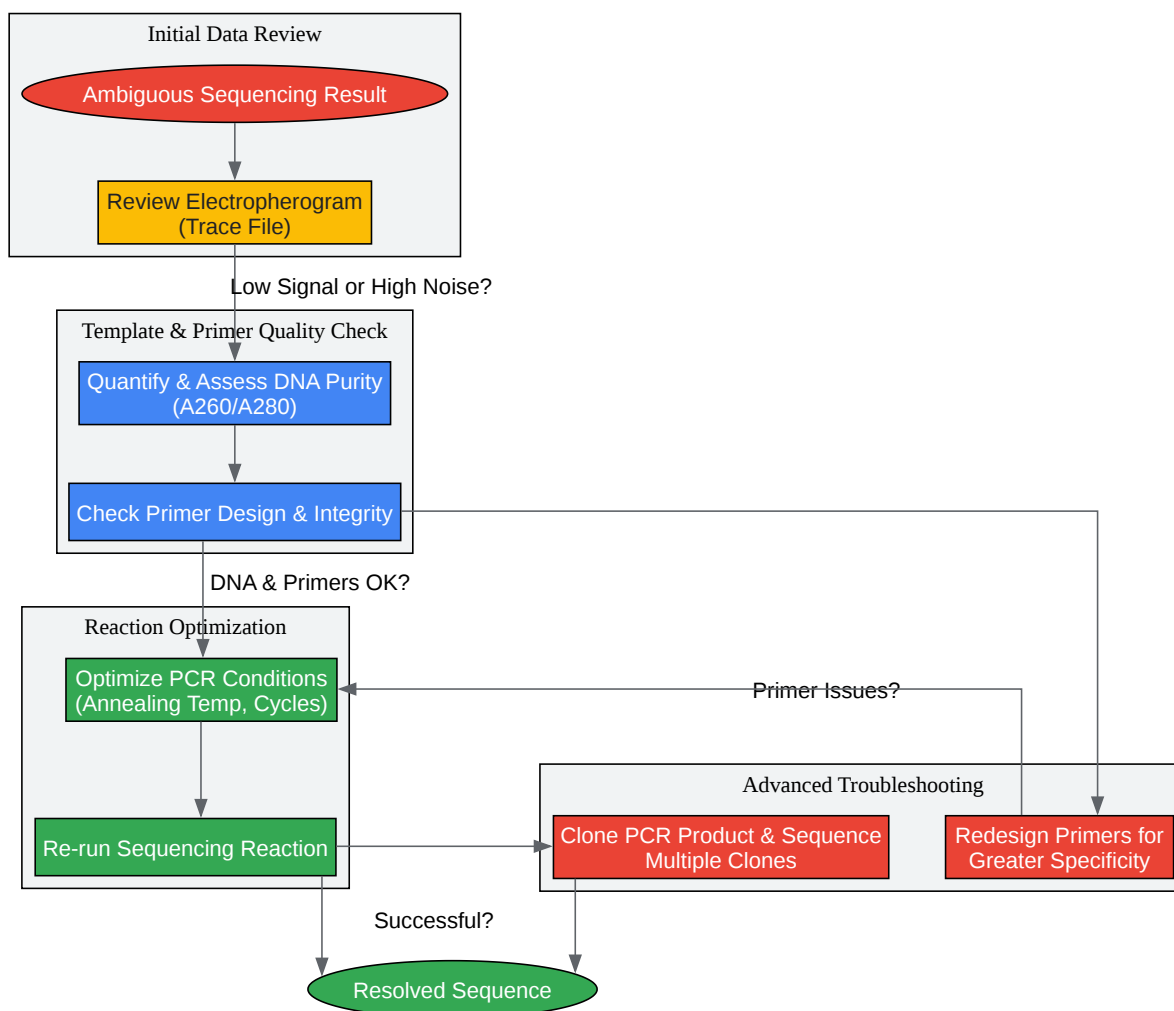 Initial Data Review
Ambiguous Sequencing Result
Review Electropherogram
(Trace File)
Low Signal or High Noise?
Template & Primer Quality Check
Quantify & Assess DNA Purity
(A260/A280)
Check Primer Design & Integrity
DNA & Primers OK?
Reaction Optimization
Optimize PCR Conditions
(Annealing Temp, Cycles)
Primer Issues?
Advanced Troubleshooting
Re-run Sequencing Reaction
Clone PCR Product & Sequence
Multiple Clones
Redesign Primers for
Greater Specificity
Successful?
Resolved Sequence